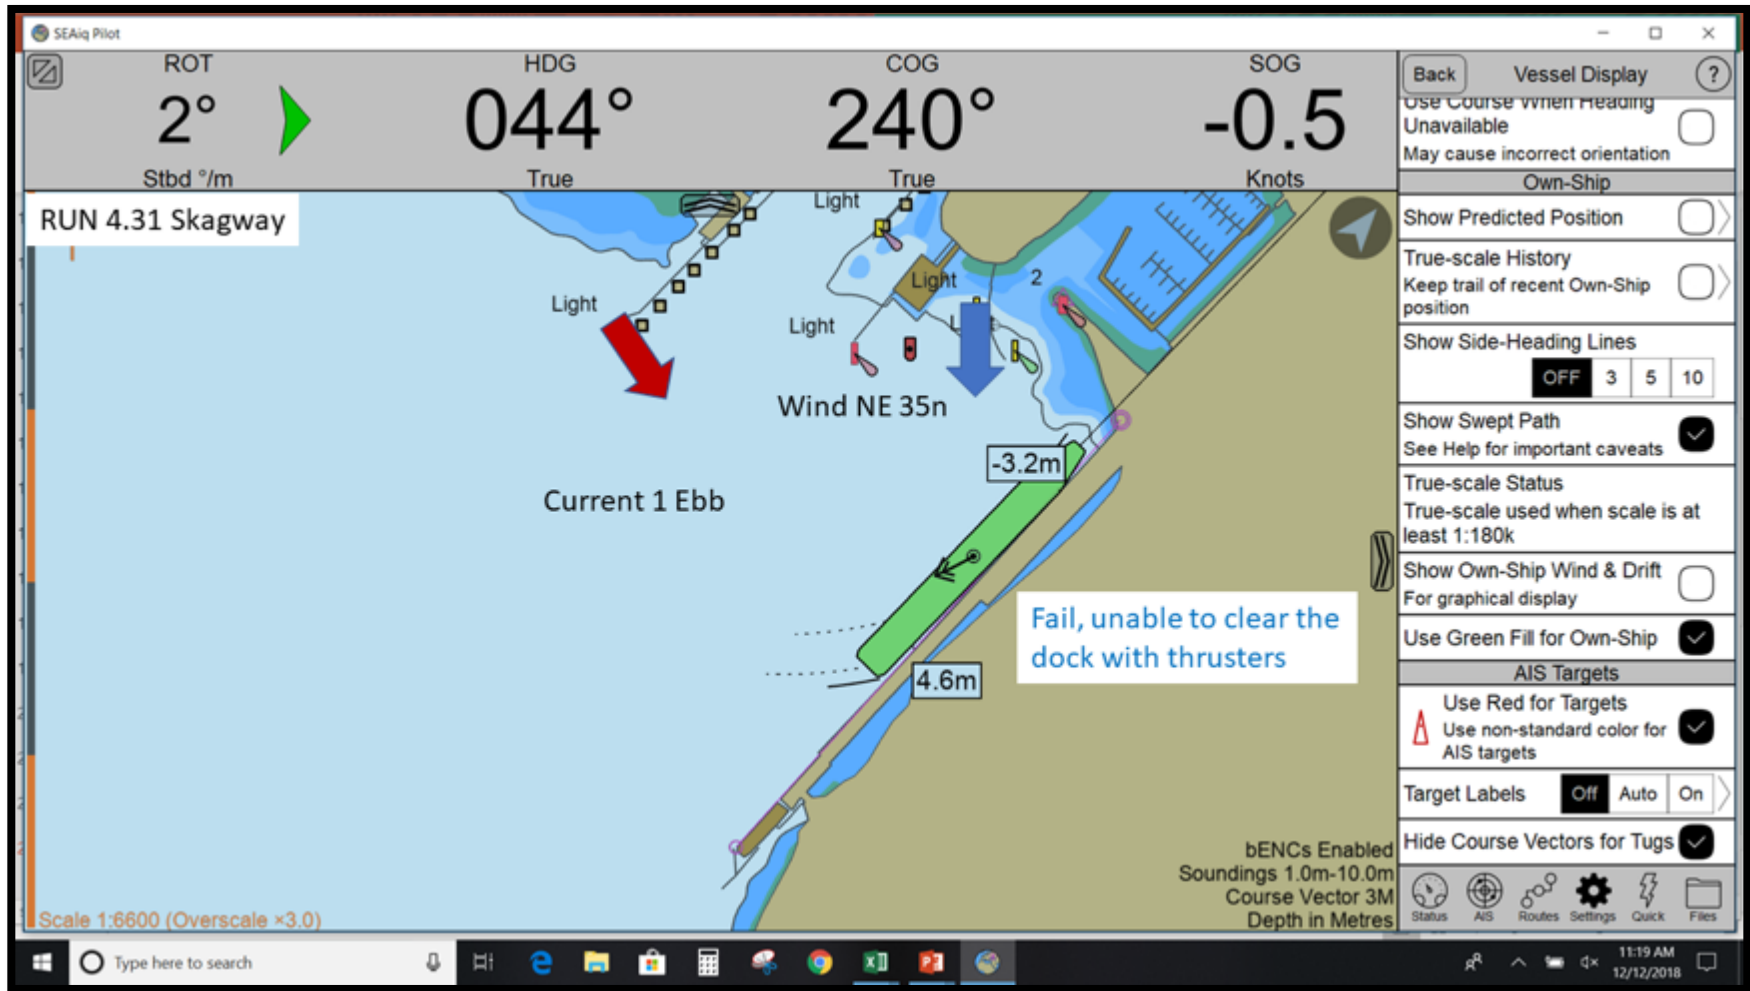 SEAiq Pilot
ROT
HDG
COG
SOG
2°
044°
240°
-0.5
Stbd °/m
True
True
Knots
RUN 4.31 Skagway
Light
Light
2
Light
Light
Wind NE 35n
-3.2m
Current 1 Ebb
Fail, unable to clear the
dock with thrusters
4.6m
bENCs Enabled
Soundings 1.0m-10.0m
Course Vector 3M
Depth in Metres
Scale 1:6600 (Overscale ×3.0)
Back
Vessel Display
?
Use Course When Heading
Unavailable
May cause incorrect orientation
Own-Ship
Show Predicted Position
True-scale History
Keep trail of recent Own-Ship
position
Show Side-Heading Lines
OFF 3 5 10
Show Swept Path
See Help for important caveats
True-scale Status
True-scale used when scale is at
least 1:180k
Show Own-Ship Wind & Drift
For graphical display
Use Green Fill for Own-Ship
AIS Targets
Use Red for Targets
Use non-standard color for
AIS targets
Target Labels Off Auto On
Hide Course Vectors for Tugs
Status AIS Routes Settings Quick Files
Type here to search
11:19 AM
12/12/2018